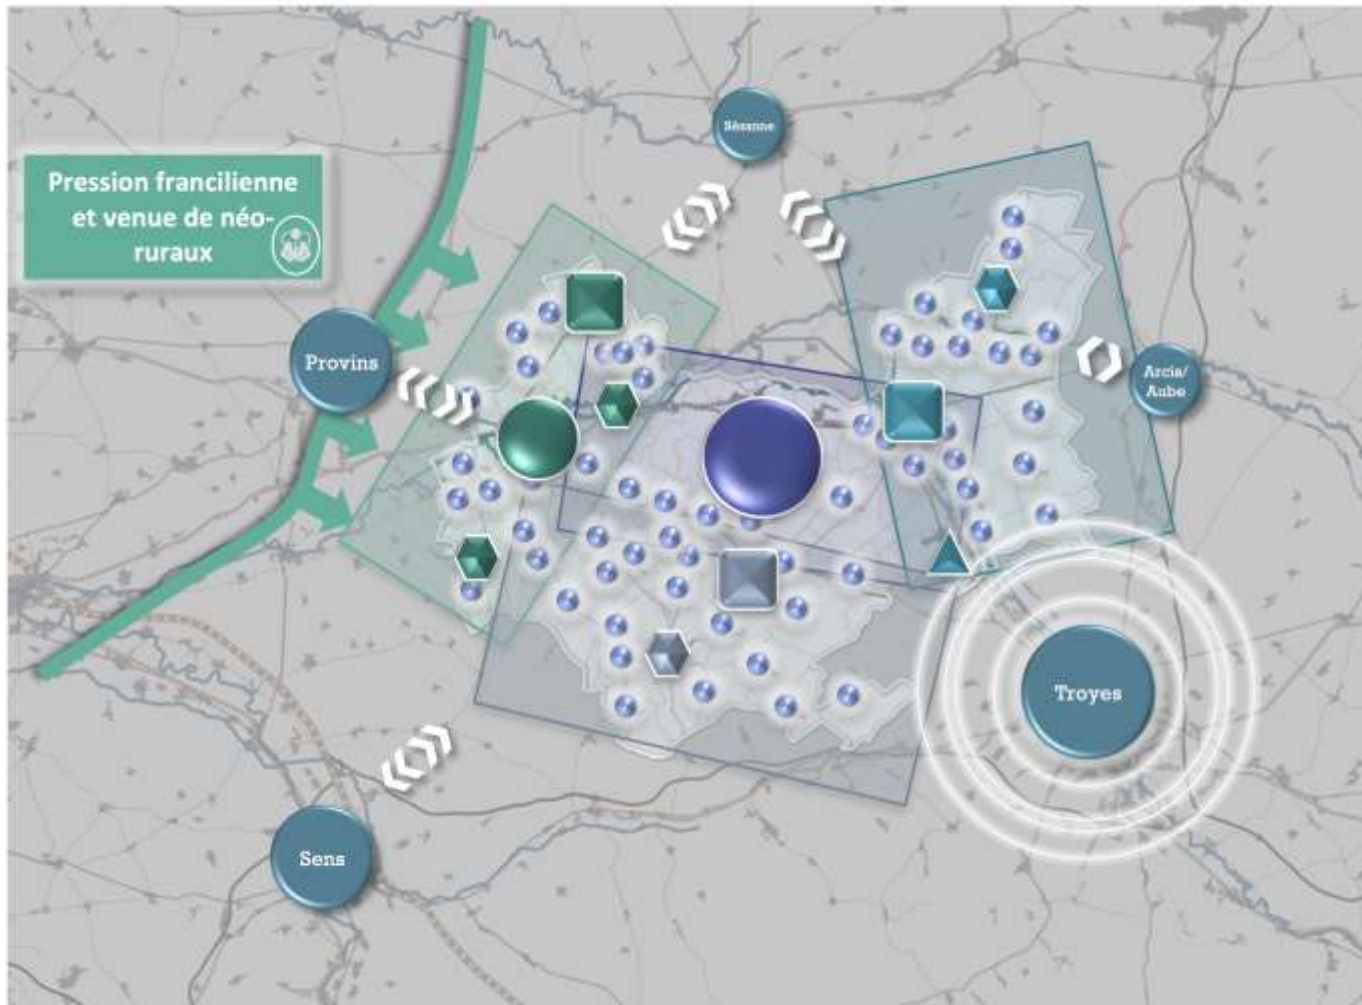 Sézanne
Pression francilienne
et venue de néo-
ruraux
Provins
Arcis/
Aube
Troyes
Sens